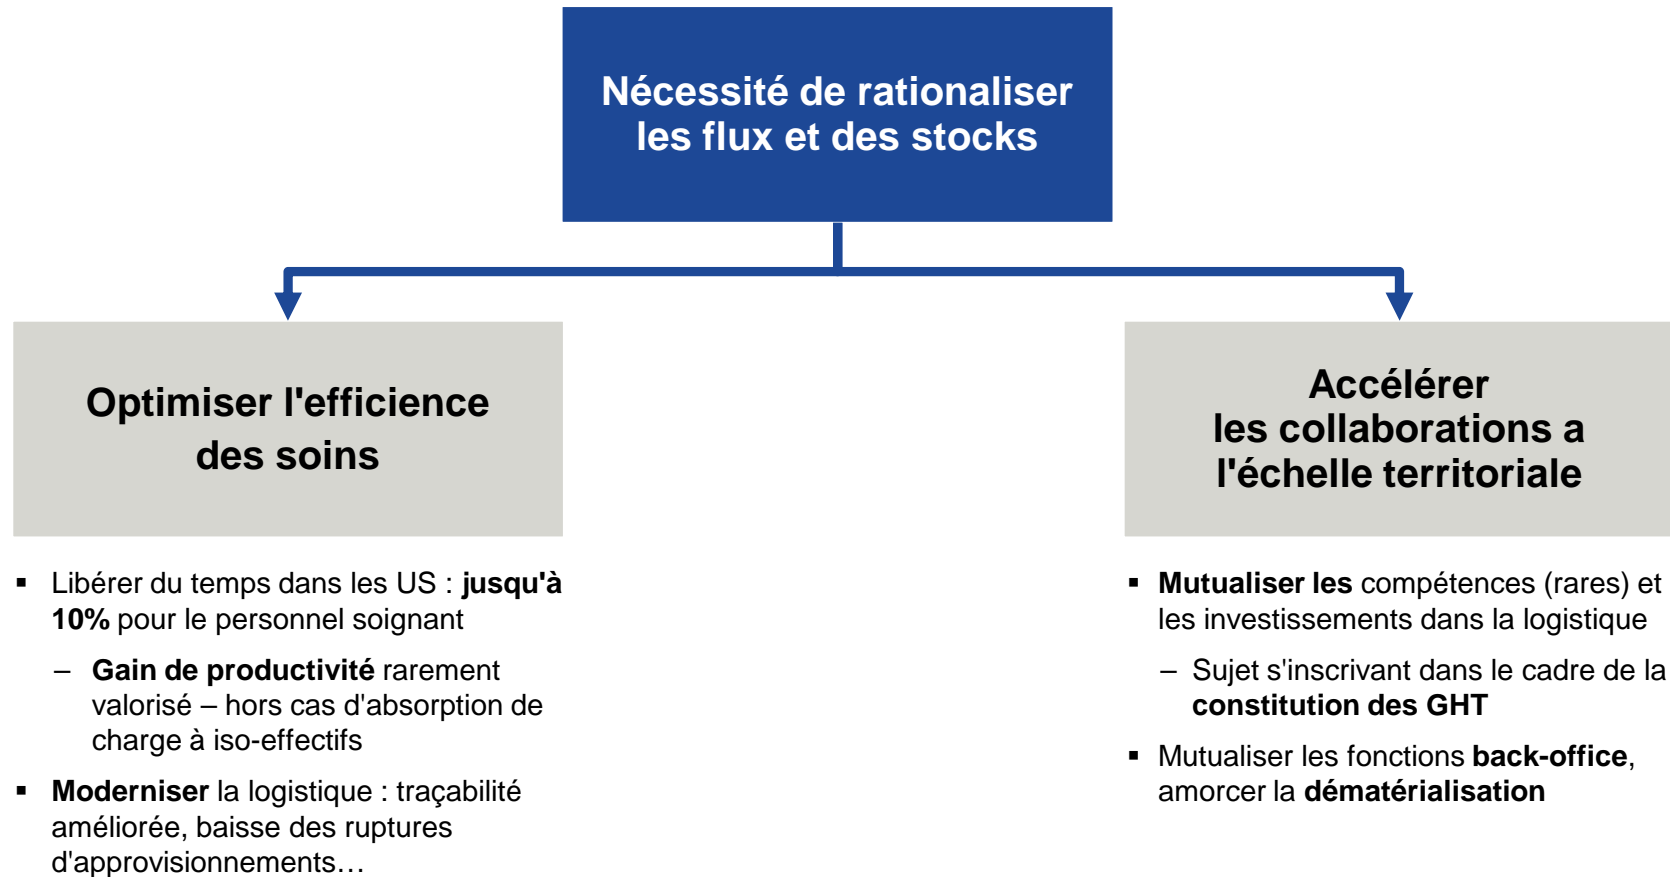 Nécessité de rationaliser
les flux et des stocks
Optimiser l'efficience
des soins
▪ Libérer du temps dans les US : jusqu'à
10% pour le personnel soignant
– Gain de productivité rarement
valorisé – hors cas d'absorption de
charge à iso-effectifs
▪ Moderniser la logistique : traçabilité
améliorée, baisse des ruptures
d'approvisionnements…
Accélérer
les collaborations a
l'échelle territoriale
▪ Mutualiser les compétences (rares) et
les investissements dans la logistique
– Sujet s'inscrivant dans le cadre de la
constitution des GHT
▪ Mutualiser les fonctions back-office,
amorcer la dématérialisation